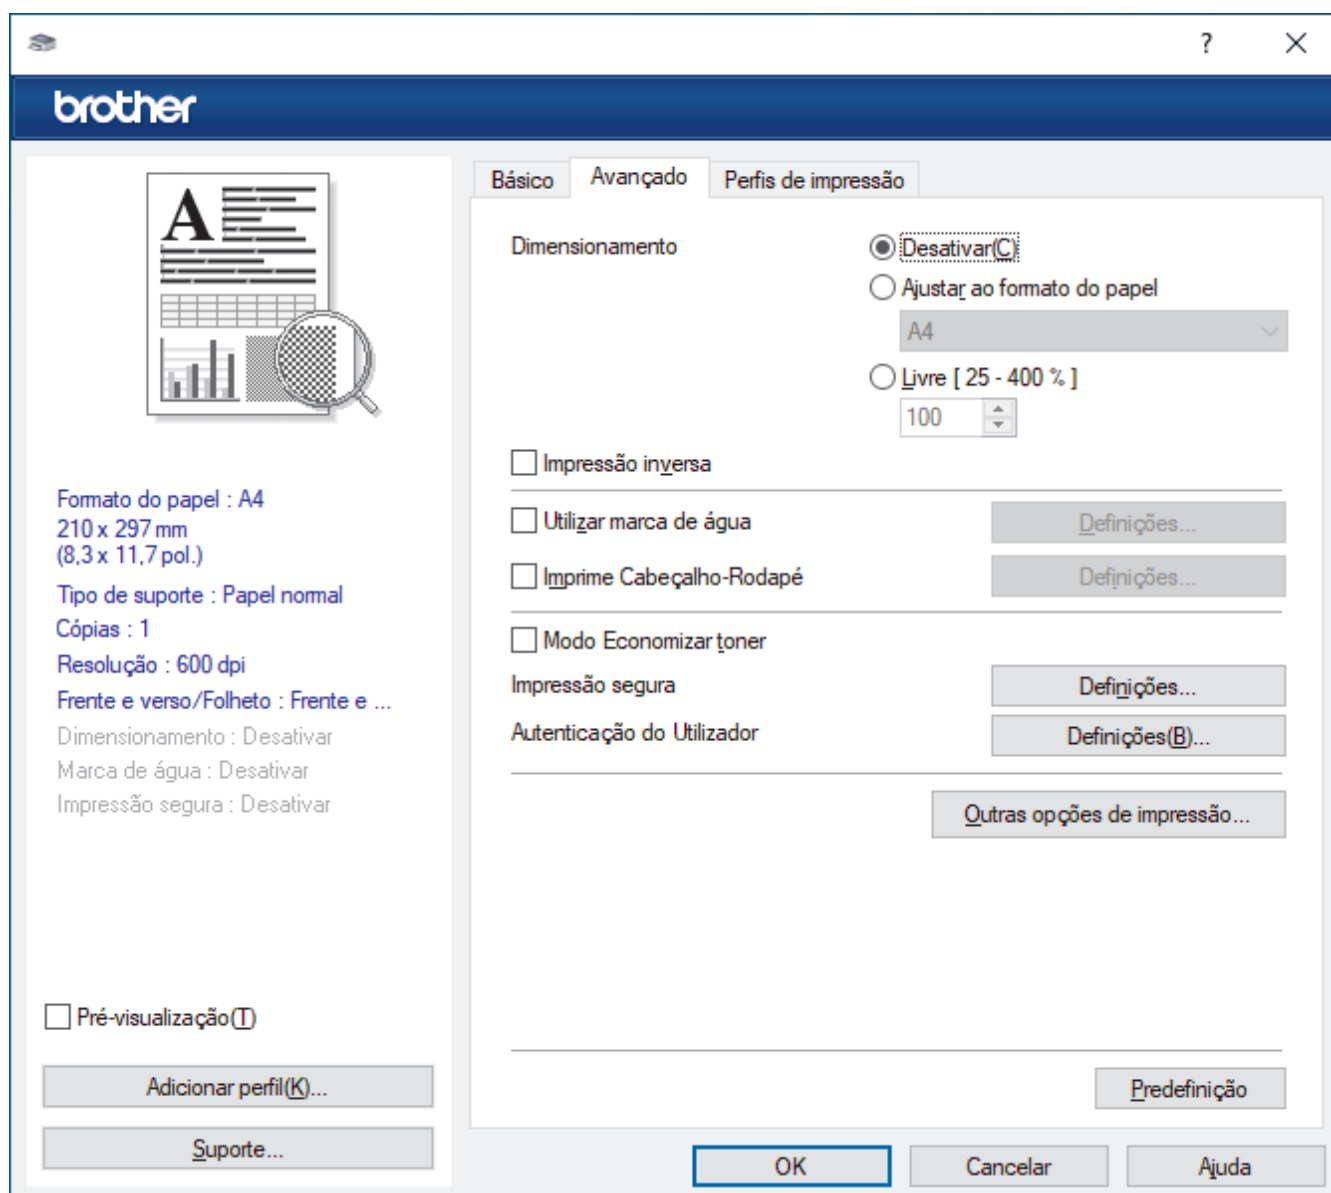 ?
brother
A
Formato do papel : A4
210 x 297 mm
(8,3 x 11,7 pol.)
Tipo de suporte : Papel normal
Cópias : 1
Resolução : 600 dpi
Frente e verso/Folheto : Frente e ...
Dimensionamento : Desativar
Marca de água : Desativar
Impressão segura : Desativar
Pré-visualização(T)
Adicionar perfil(K)...
Suporte...
Básico Avançado Perfis de impressão
Dimensionamento Desativar(C)
Ajustar ao formato do papel
A4
Livre [ 25 - 400 % ]
100
Impressão inversa
Utilizar marca de água Definições...
Imprime Cabeçalho-Rodapé Definições...
Modo Economizar toner
Impressão segura Definições...
Autenticação do Utilizador Definições(B)...
Outras opções de impressão...
Predefinição
OK Cancelar Ajuda